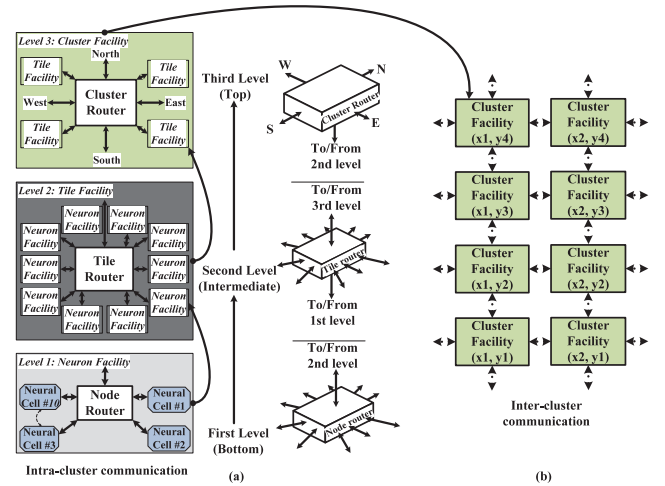 Level 3: Cluster Facility
North
Tile
Facility
Tile
Facility
Cluster
Router
West
East
Tile
Facility
Tile
Facility
South
Level 2: Tile Facility
Neuron
Facility
Neuron
Facility
Neuron
Facility
Neuron
Facility
Neuron
Facility
Tile
Router
Neuron
Facility
Neuron
Facility
Neuron
Facility
Neuron
Facility
Neuron
Facility
Level 1: Neuron Facility
Neural
Cell #10
Node
Router
Neural
Cell #1
Neural
Cell #3
Neural
Cell #2
Intra-cluster communication
Third Level
(Top)
Second Level
(Intermediate)
First Level
(Bottom)
W
N
Cluster Router
S
E
To/From
2nd level
To/From
3rd level
Tile router
To/From
1st level
To/From
2nd level
Node router
(a)
Cluster
Facility
(x1, y4)
Cluster
Facility
(x2, y4)
Cluster
Facility
(x1, y3)
Cluster
Facility
(x2, y3)
Cluster
Facility
(x1, y2)
Cluster
Facility
(x2, y2)
Cluster
Facility
(x1, y1)
Cluster
Facility
(x2, y1)
Inter-cluster
communication
(b)